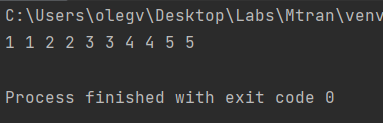 C:\Users\olegv\Desktop\Labs\Mtran\venv
1 1 2 2 3 3 4 4 5 5
Process finished with exit code 0